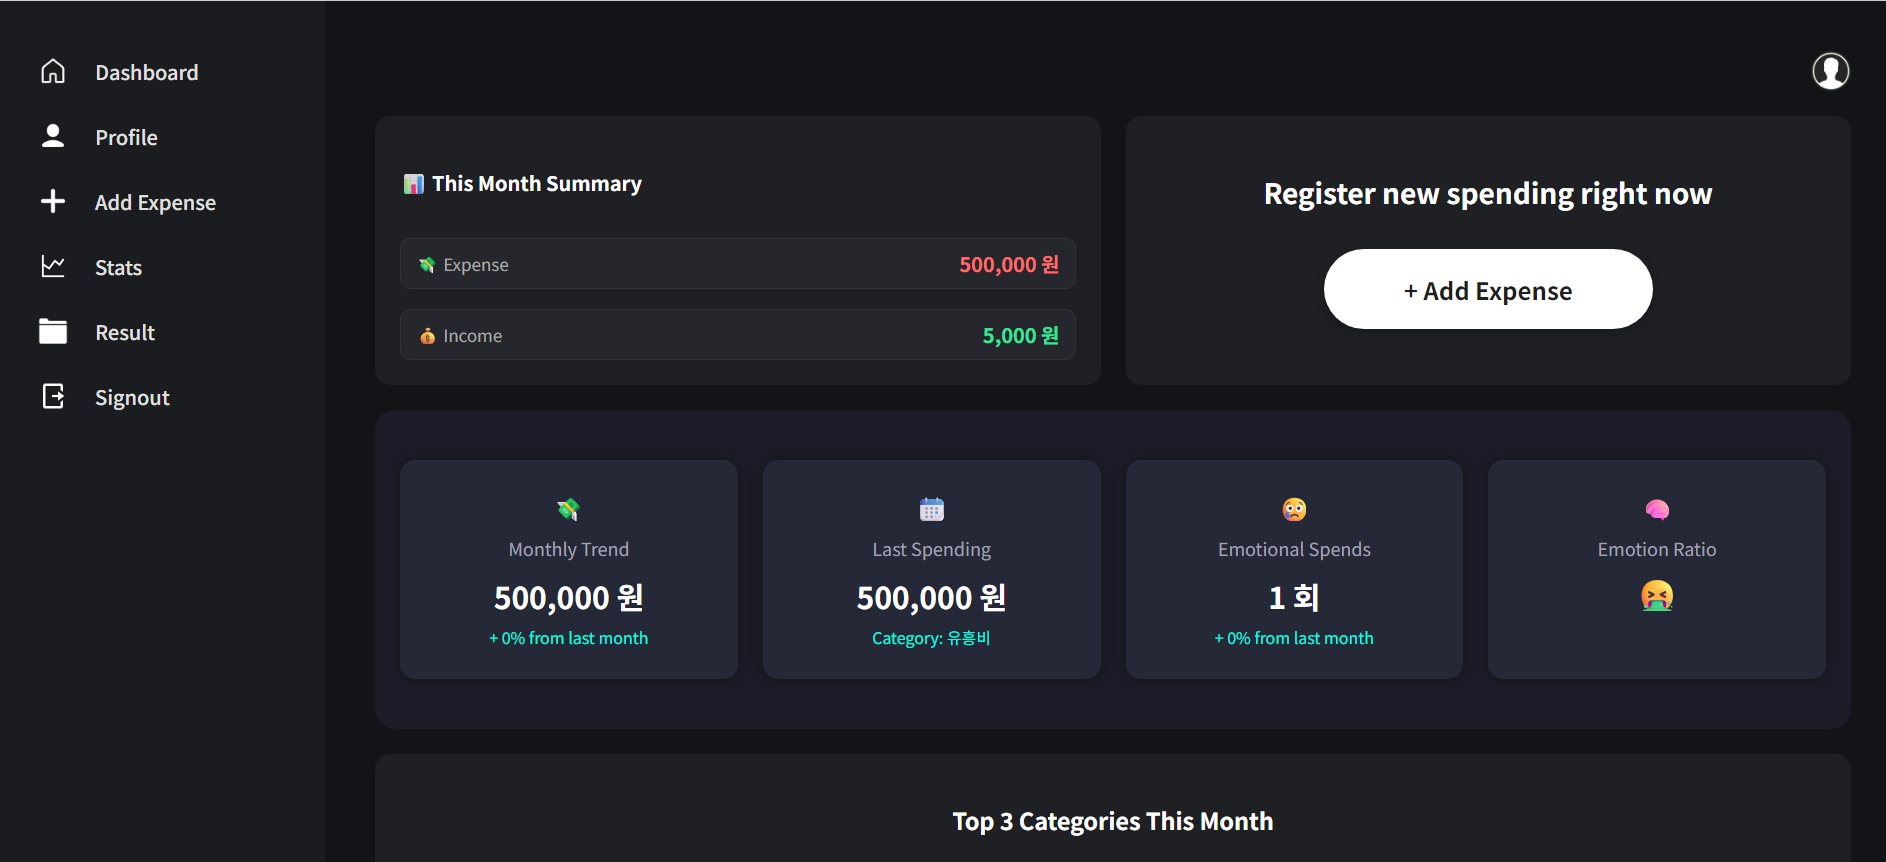 Dashboard
Profile
Add Expense
Stats
Result
Signout
This Month Summary
Expense 500,000 원
Income 5,000 원
Register new spending right now
+ Add Expense
Monthly Trend
500,000 원
+ 0% from last month
Last Spending
500,000 원
Category: 유흥비
Emotional Spends
1 회
+ 0% from last month
Emotion Ratio
Top 3 Categories This Month